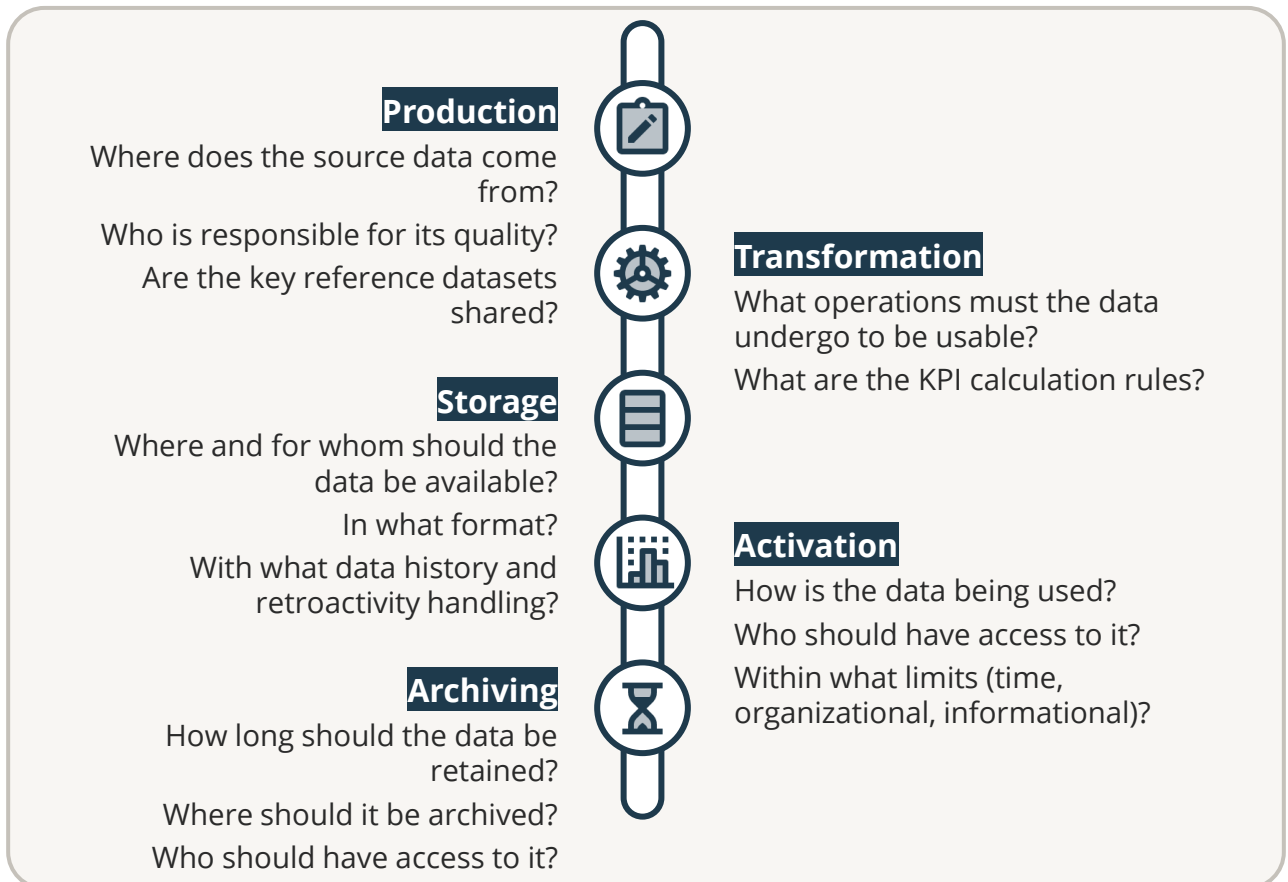 Production
Where does the source data come
from?
Who is responsible for its quality?
Are the key reference datasets
shared?
Transformation
What operations must the data
undergo to be usable?
What are the KPI calculation rules?
Storage
Where and for whom should the
data be available?
In what format?
With what data history and
retroactivity handling?
Activation
How is the data being used?
Who should have access to it?
Within what limits (time,
organizational, informational)?
Archiving
How long should the data be
retained?
Where should it be archived?
Who should have access to it?